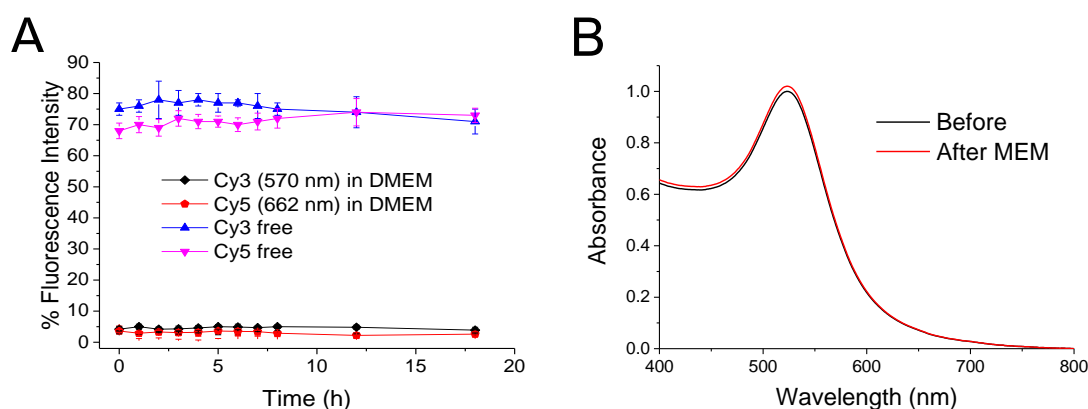 A
% Fluorescence Intensity
90
80
70
60
50
40
30
20
10
0
Cy3 (570 nm) in DMEM
Cy5 (662 nm) in DMEM
Cy3 free
Cy5 free
0 5 10 15 20
Time (h)
B
Absorbance
1.0
0.8
0.6
0.4
0.2
0.0
Before
After MEM
400 500 600 700 800
Wavelength (nm)